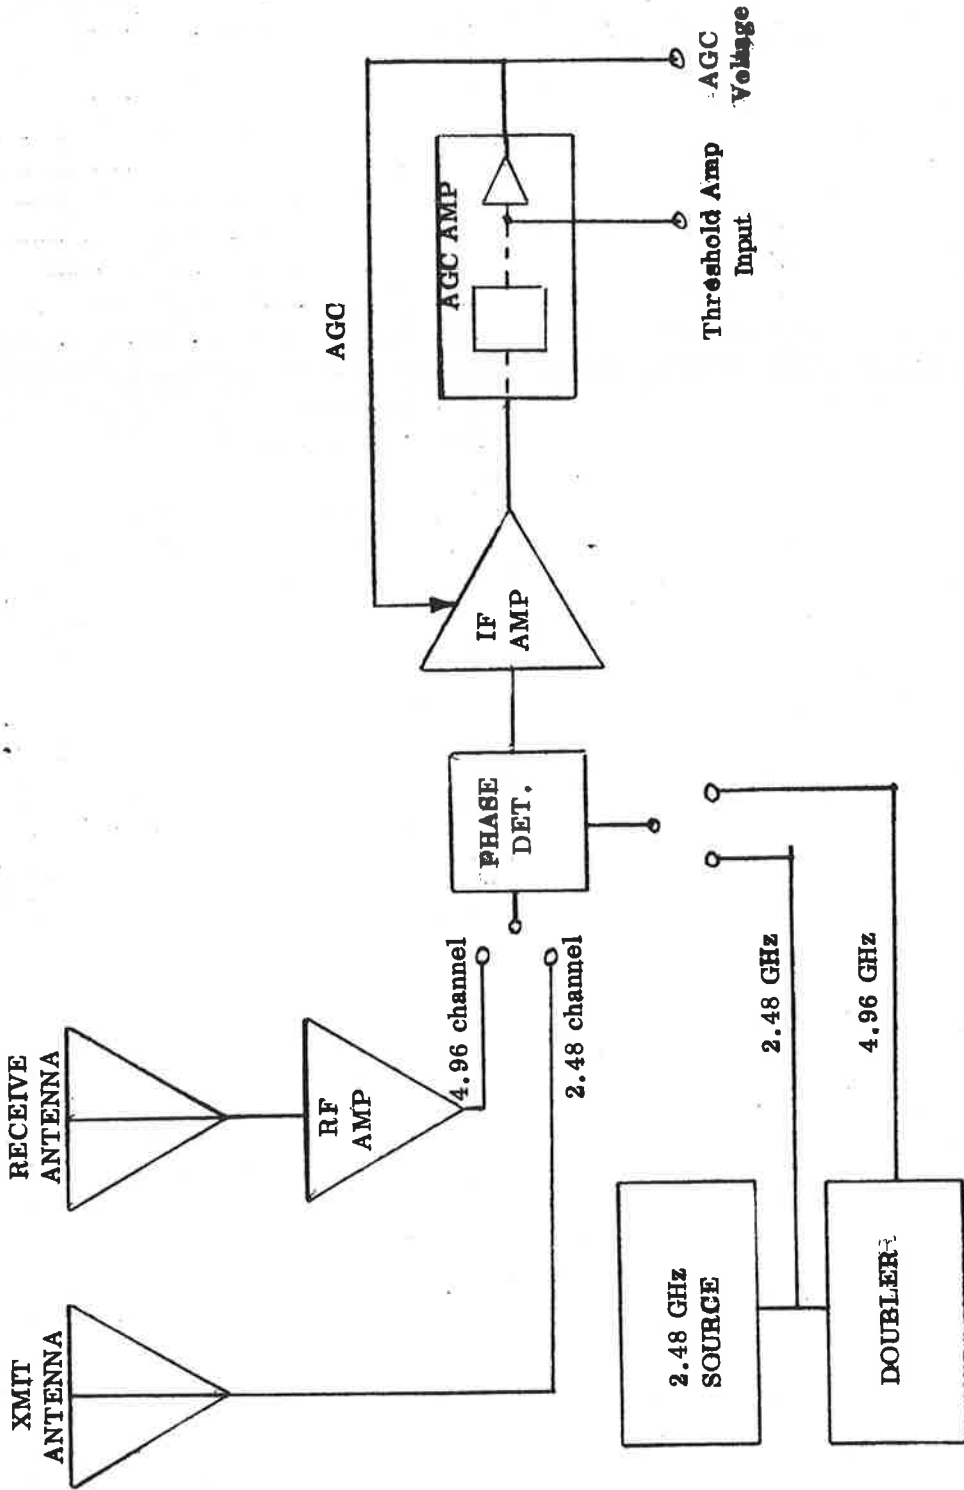 XMIT
ANTENNA
RECEIVE
ANTENNA
RF
AMP
4.96 channel
2.48 channel
PHASE
DET.
IF
AMP
AGC
AGC AMP
Threshold Amp
Input
AGC
Voltage
2.48 GHz
SOURCE
DOUBLER
2.48 GHz
4.96 GHz